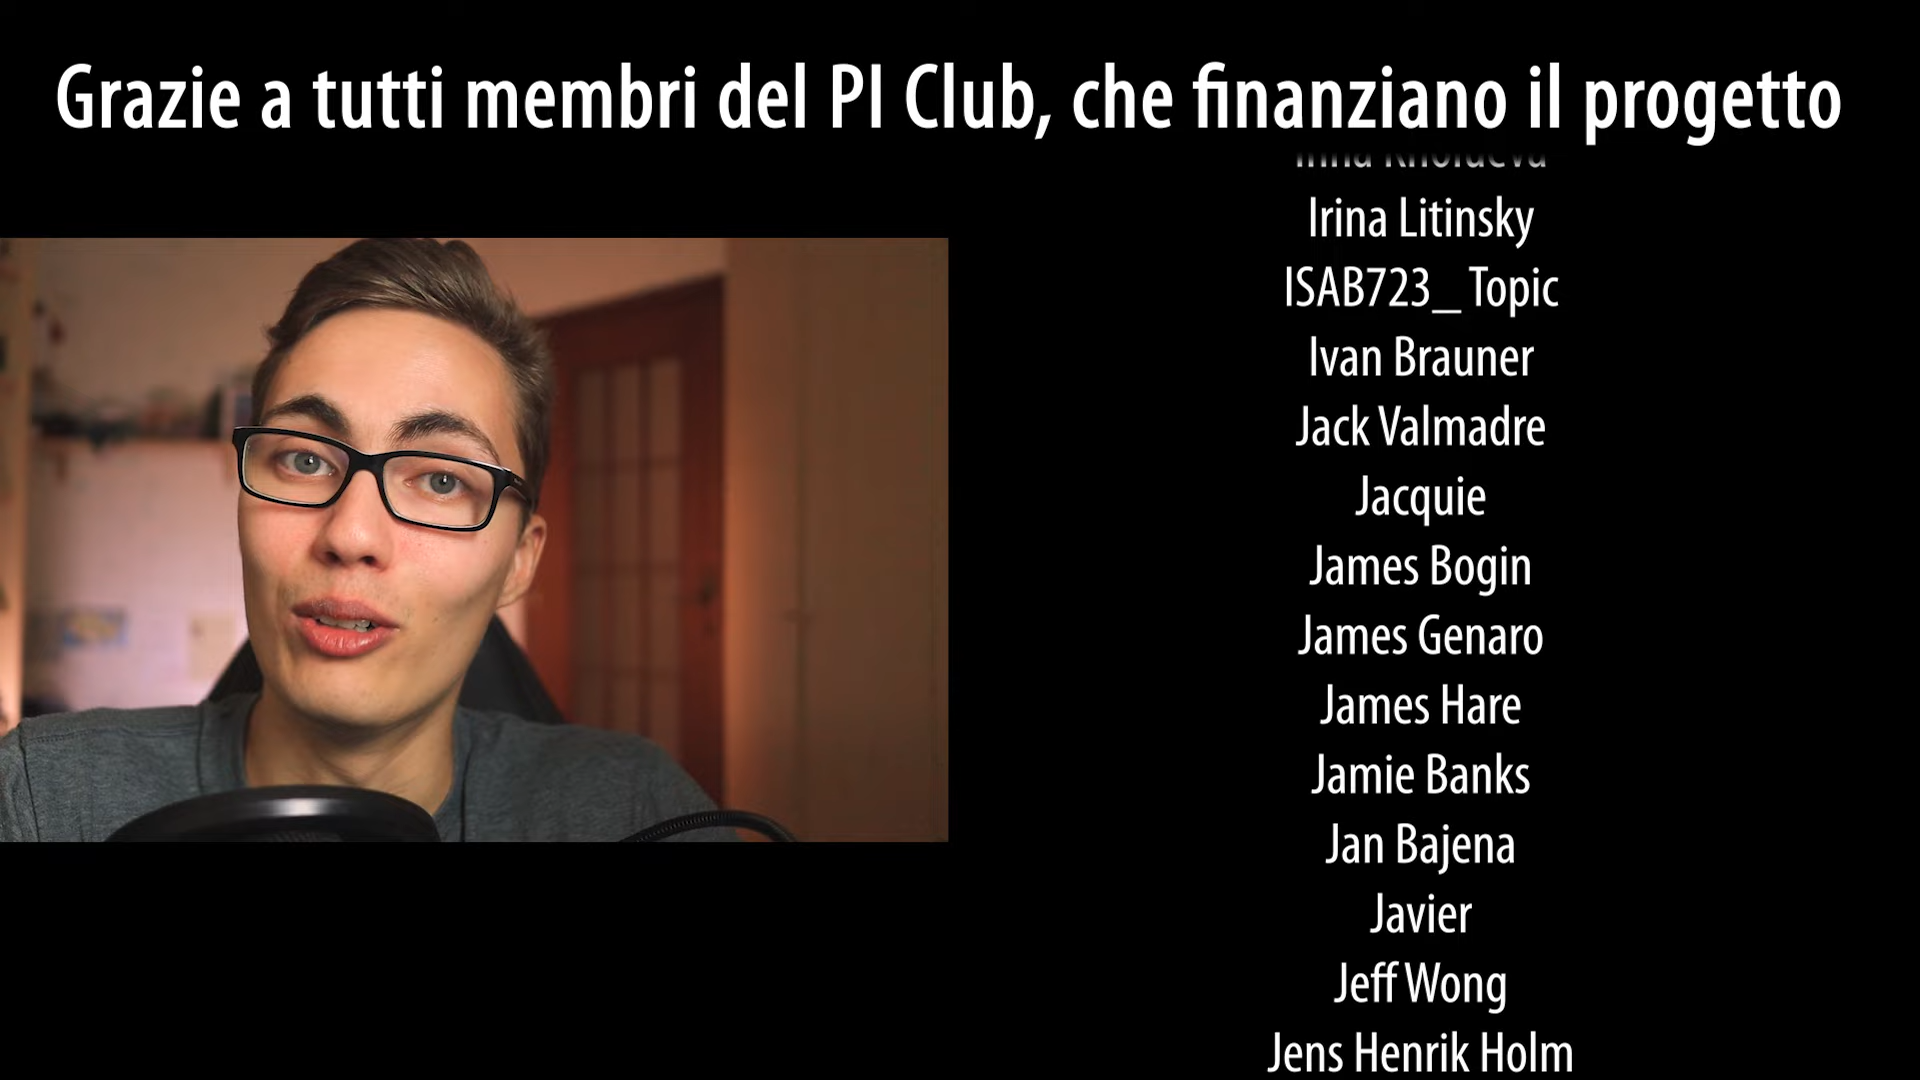 Grazie a tutti membri del PI Club, che finanziano il progetto
Irina Litinsky
ISAB723_ Topic
Ivan Brauner
Jack Valmadre
Jacquie
James Bogin
James Genaro
James Hare
Jamie Banks
Jan Bajena
Javier
Jeff Wong
Jens Henrik Holm